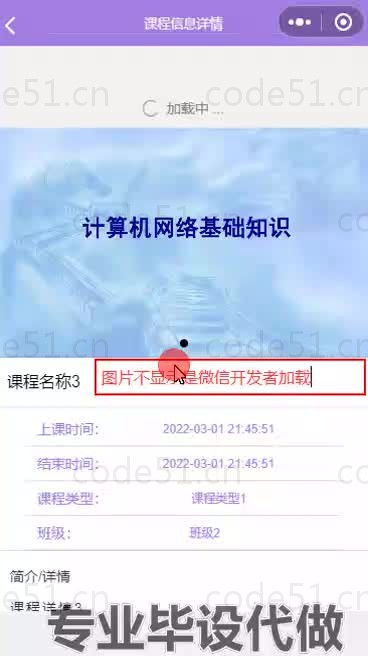 课程信息详情
code51.cn
加载中 ...
计算机网络基础知识
code51.cn
课程名称3
图片不显示是微信开发者加载
上课时间: 2022-03-01 21:45:51
结束时间: 2022-03-01 21:45:51
code51.cn
课程类型: 课程类型1
班级: 班级2
简介/详情
code51.cn
课程详情3
专业毕设代做